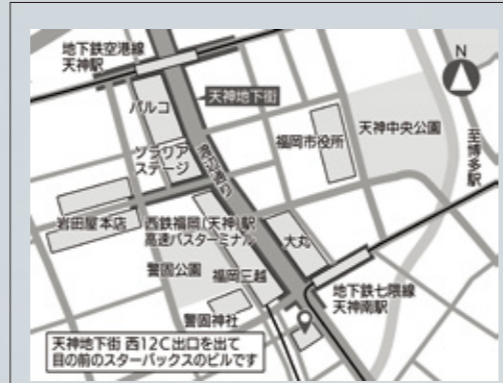 地下鉄空港線
天神駅
N
パルコ
天神地下街
天神中央公園
福岡市役所
至博多駅
ソラリア
ステージ
渡辺通り
岩田屋本店
西鉄福岡(天神)駅
高速バスターミナル
大丸
警固公園
福岡三越
地下鉄七隈線
天神南駅
警固神社
天神地下街 西12C出口を出て
目の前のスターバックスのビルです